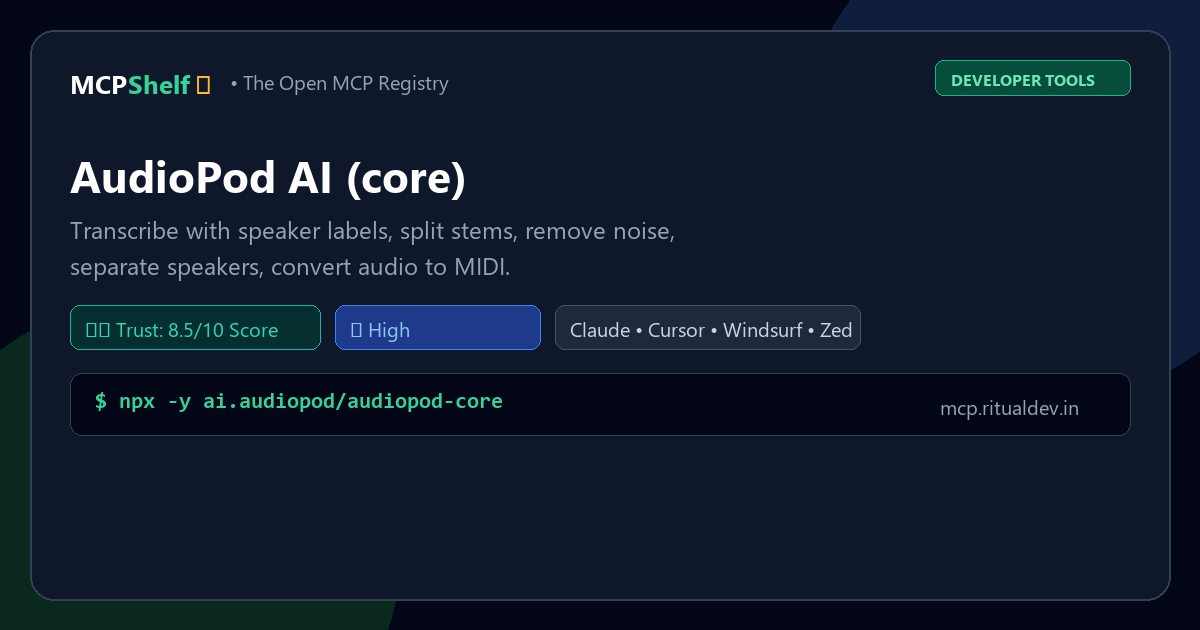 MCPShelf • The Open MCP Registry
DEVELOPER TOOLS
AudioPod AI (core)
Transcribe with speaker labels, split stems, remove noise,
separate speakers, convert audio to MIDI.
Trust: 8.5/10 Score
High
Claude • Cursor • Windsurf • Zed
$ npx -y ai.audiopod/audiopod-core
mcp.ritualdev.in